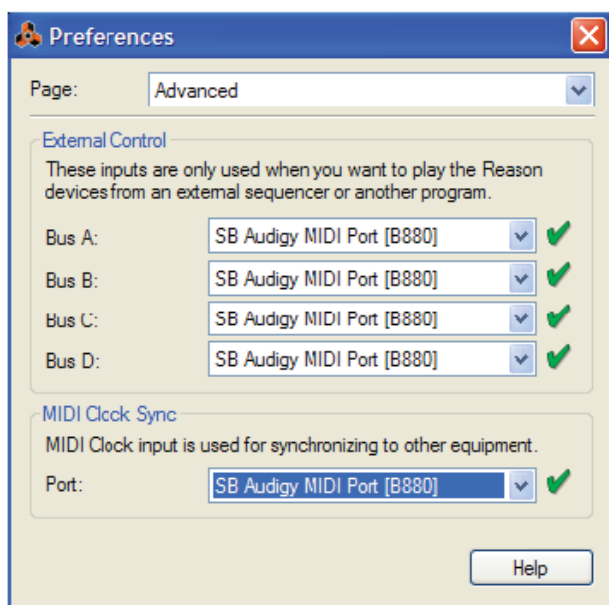 Preferences
Page: Advanced
External Control
These inputs are only used when you want to play the Reason
devices from an external sequencer or another program.
Bus A: SB Audigy MIDI Port [B880]
Bus B: SB Audigy MIDI Port [B880]
Bus C: SB Audigy MIDI Port [B880]
Bus D: SB Audigy MIDI Port [B880]
MIDI Clock Sync
MIDI Clock input is used for synchronizing to other equipment.
Port: SB Audigy MIDI Port [B880]
Help